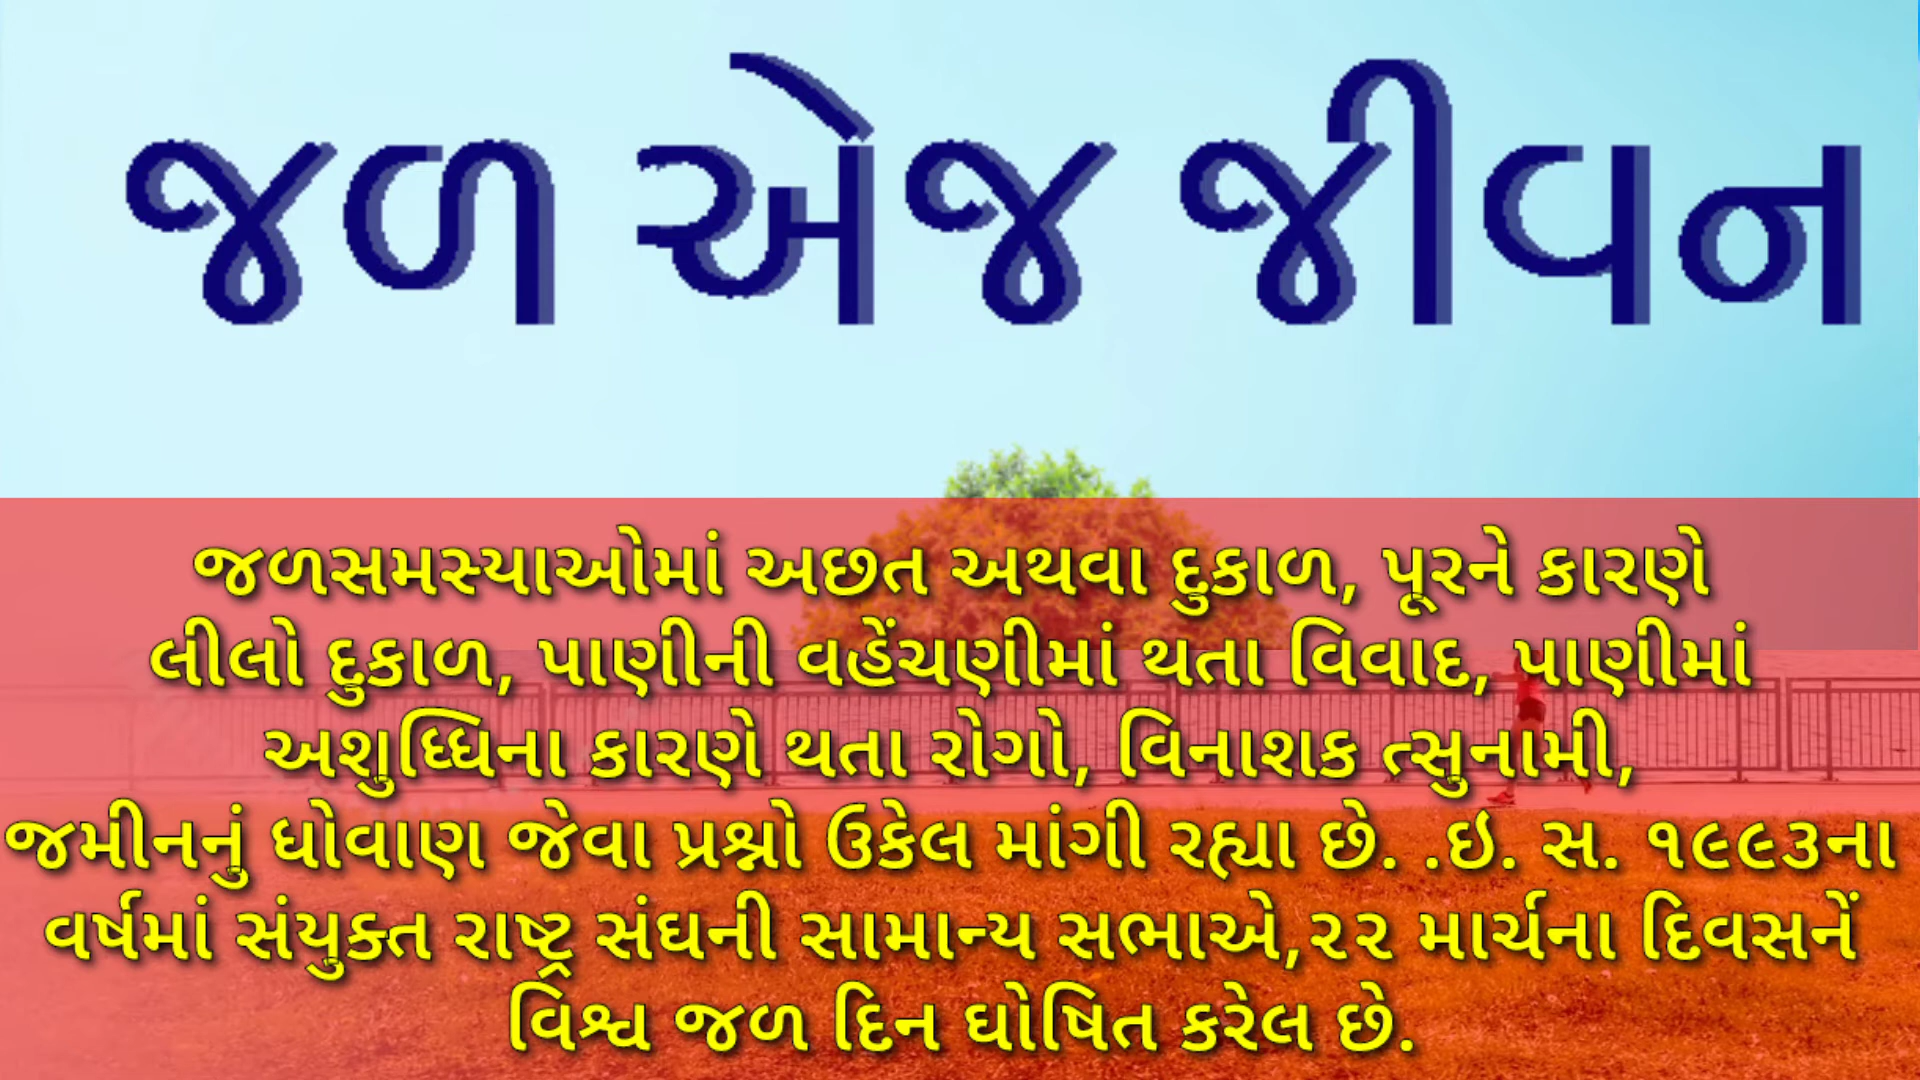 જળ એજ જીવન
જળસમસ્યાઓમાં અછત અથવા દુકાળ, પૂરને કારણે
લીલો દુકાળ, પાણીની વહેંચણીમાં થતા વિવાદ, પાણીમાં
અશુધ્ધિના કારણે થતા રોગો, વિનાશક ત્સુનામી,
જમીનનું ધોવાણ જેવા પ્રશ્નો ઉકેલ માંગી રહ્યા છે. .ઇ. સ. ૧૯૯૩ના
વર્ષમાં સંયુક્ત રાષ્ટ્ર સંઘની સામાન્ય સભાએ,૨૨ માર્ચના દિવસનેં
વિશ્વ જળ દિન ઘોષિત કરેલ છે.